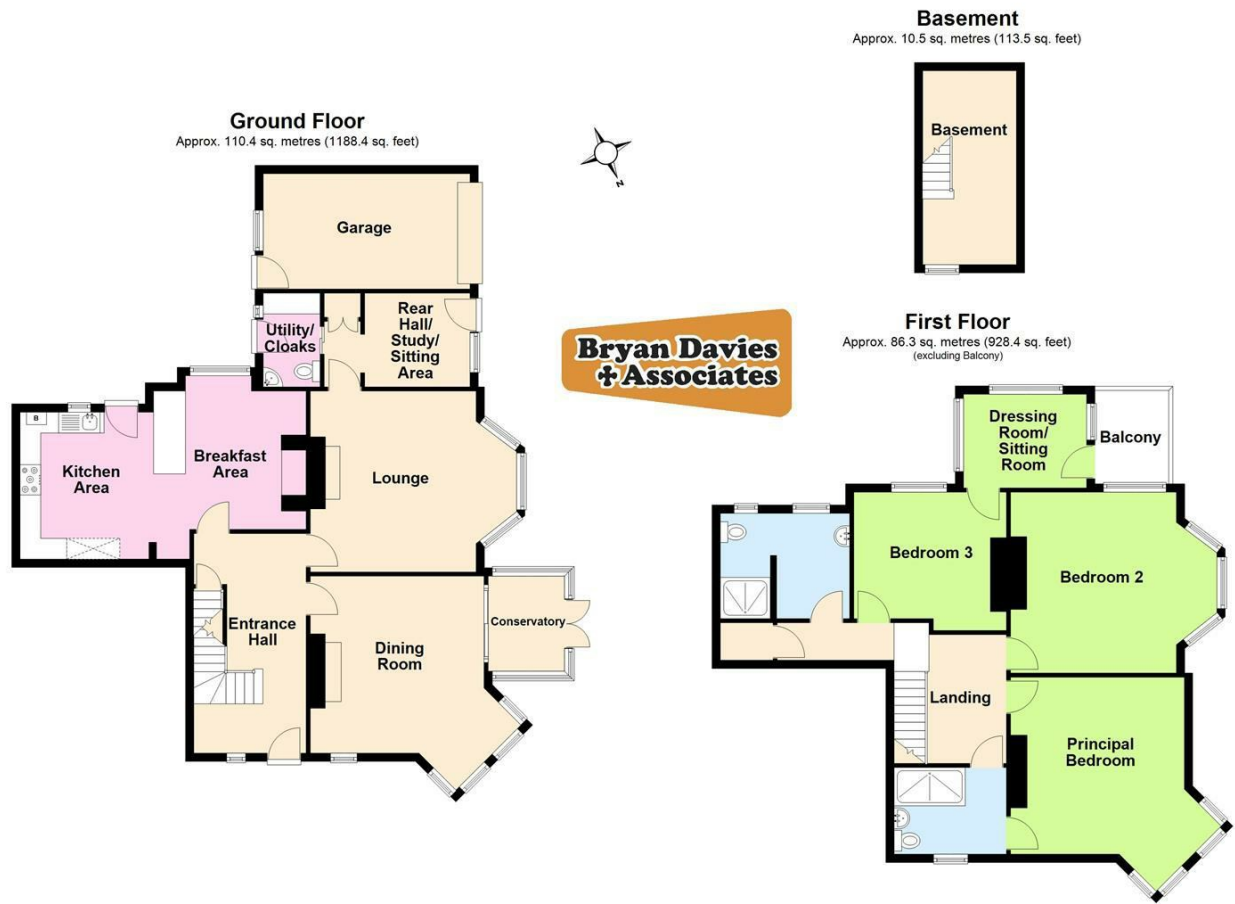 Basement
Approx. 10.5 sq. metres (113.5 sq. feet)
Basement
Ground Floor
Approx. 110.4 sq. metres (1188.4 sq. feet)
N
Garage
Utility/
Cloaks
Rear
Hall/
Study/
Sitting
Area
B
Kitchen
Area
Breakfast
Area
Lounge
Entrance
Hall
Dining
Room
Conservatory
Bryan Davies
+ Associates
First Floor
Approx. 86.3 sq. metres (928.4 sq. feet)
(excluding Balcony)
Dressing
Room/
Sitting
Room
Balcony
Bedroom 3
Bedroom 2
Landing
Principal
Bedroom